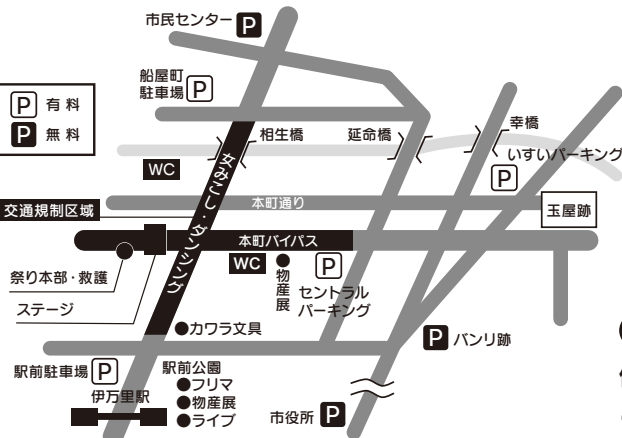 市民センター P
船屋町
駐車場 P
P 有料
P 無料
相生橋
延命橋
幸橋
いすいパーキング
P
WC
女みこし・ダンシング
交通規制区域
本町通り
玉屋跡
本町バイパス
祭り本部・救護
WC
●物産展
P
セントラル
パーキング
ステージ
●カワラ文具
P バンリ跡
駅前駐車場 P
伊万里駅
駅前公園
●フリマ
●物産展
●ライブ
市役所 P